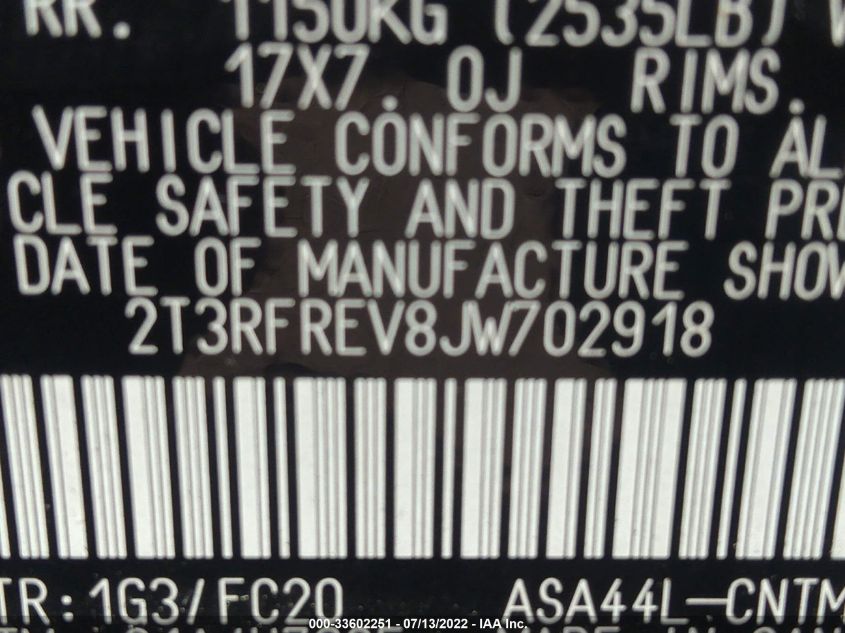 RR. 1150KG (2535LB)
17X7.0J RIMS.
VEHICLE CONFORMS TO AL
CLE SAFETY AND THEFT PRE
DATE OF MANUFACTURE SHOW
2T3RFREV8JW702918
TR:1G3/FC20 ASA44L-CNTM
000-33602251 - 07/13/2022 - IAA Inc.